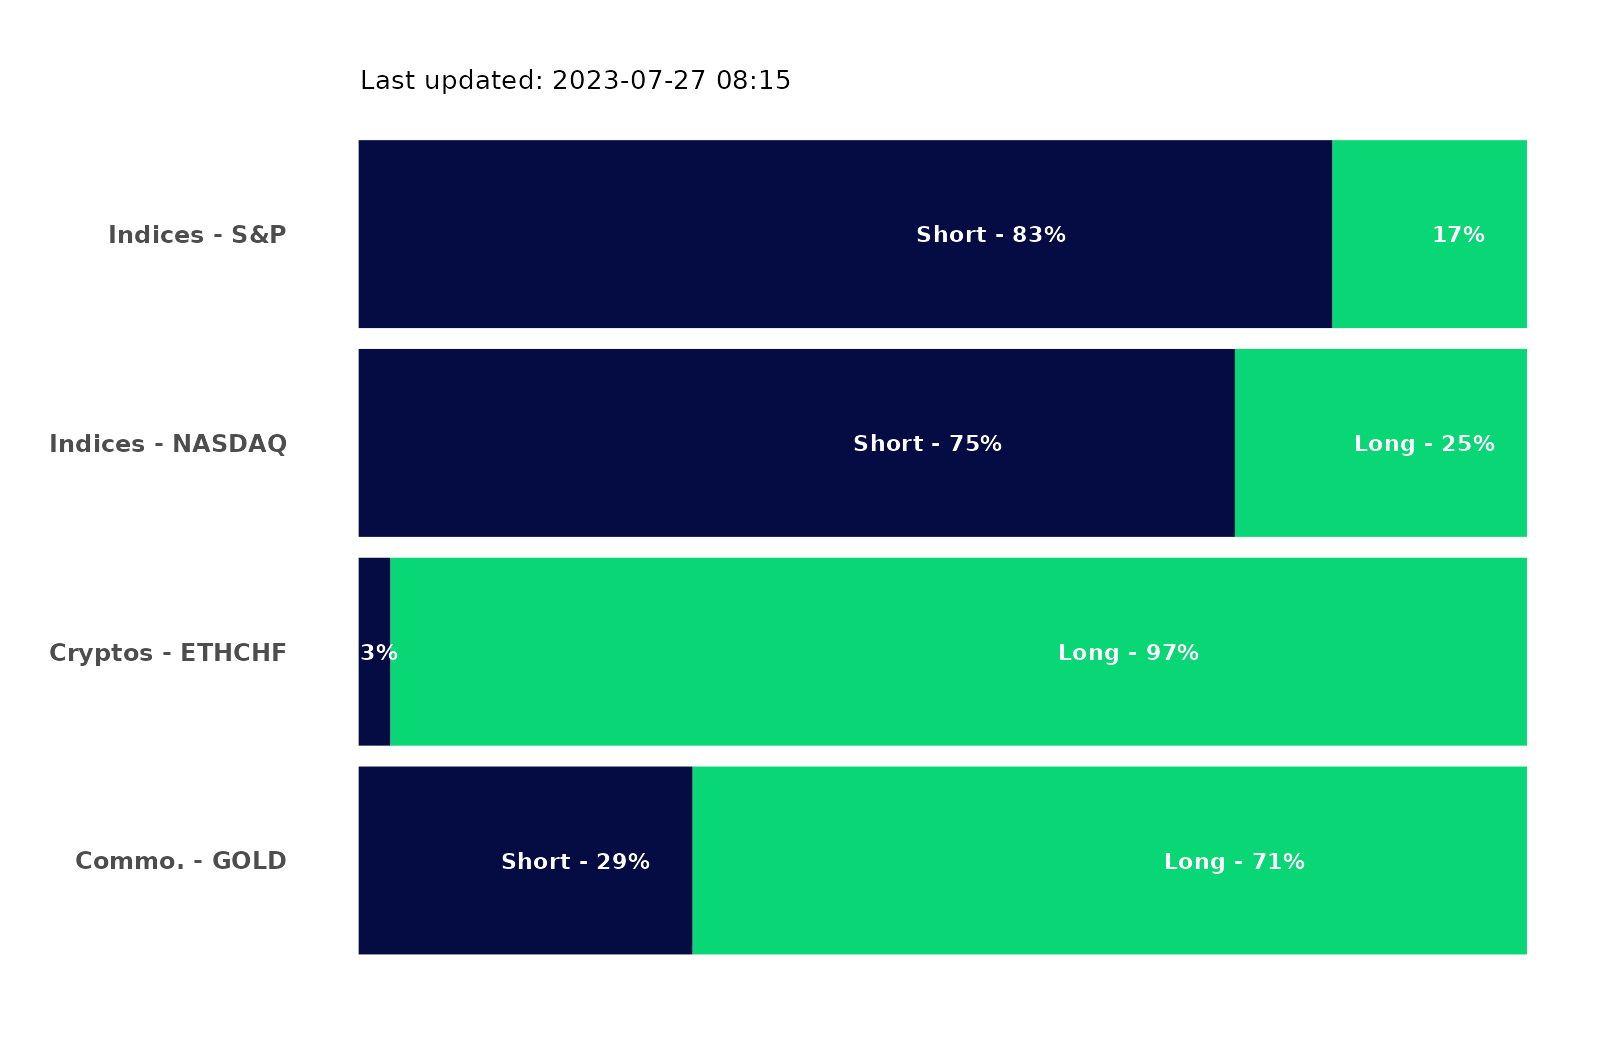 Last updated: 2023-07-27 08:15
Indices - S&P
Short - 83%
17%
Indices - NASDAQ
Short - 75%
Long - 25%
Cryptos - ETHCHF
3%
Long - 97%
Commo. - GOLD
Short - 29%
Long - 71%